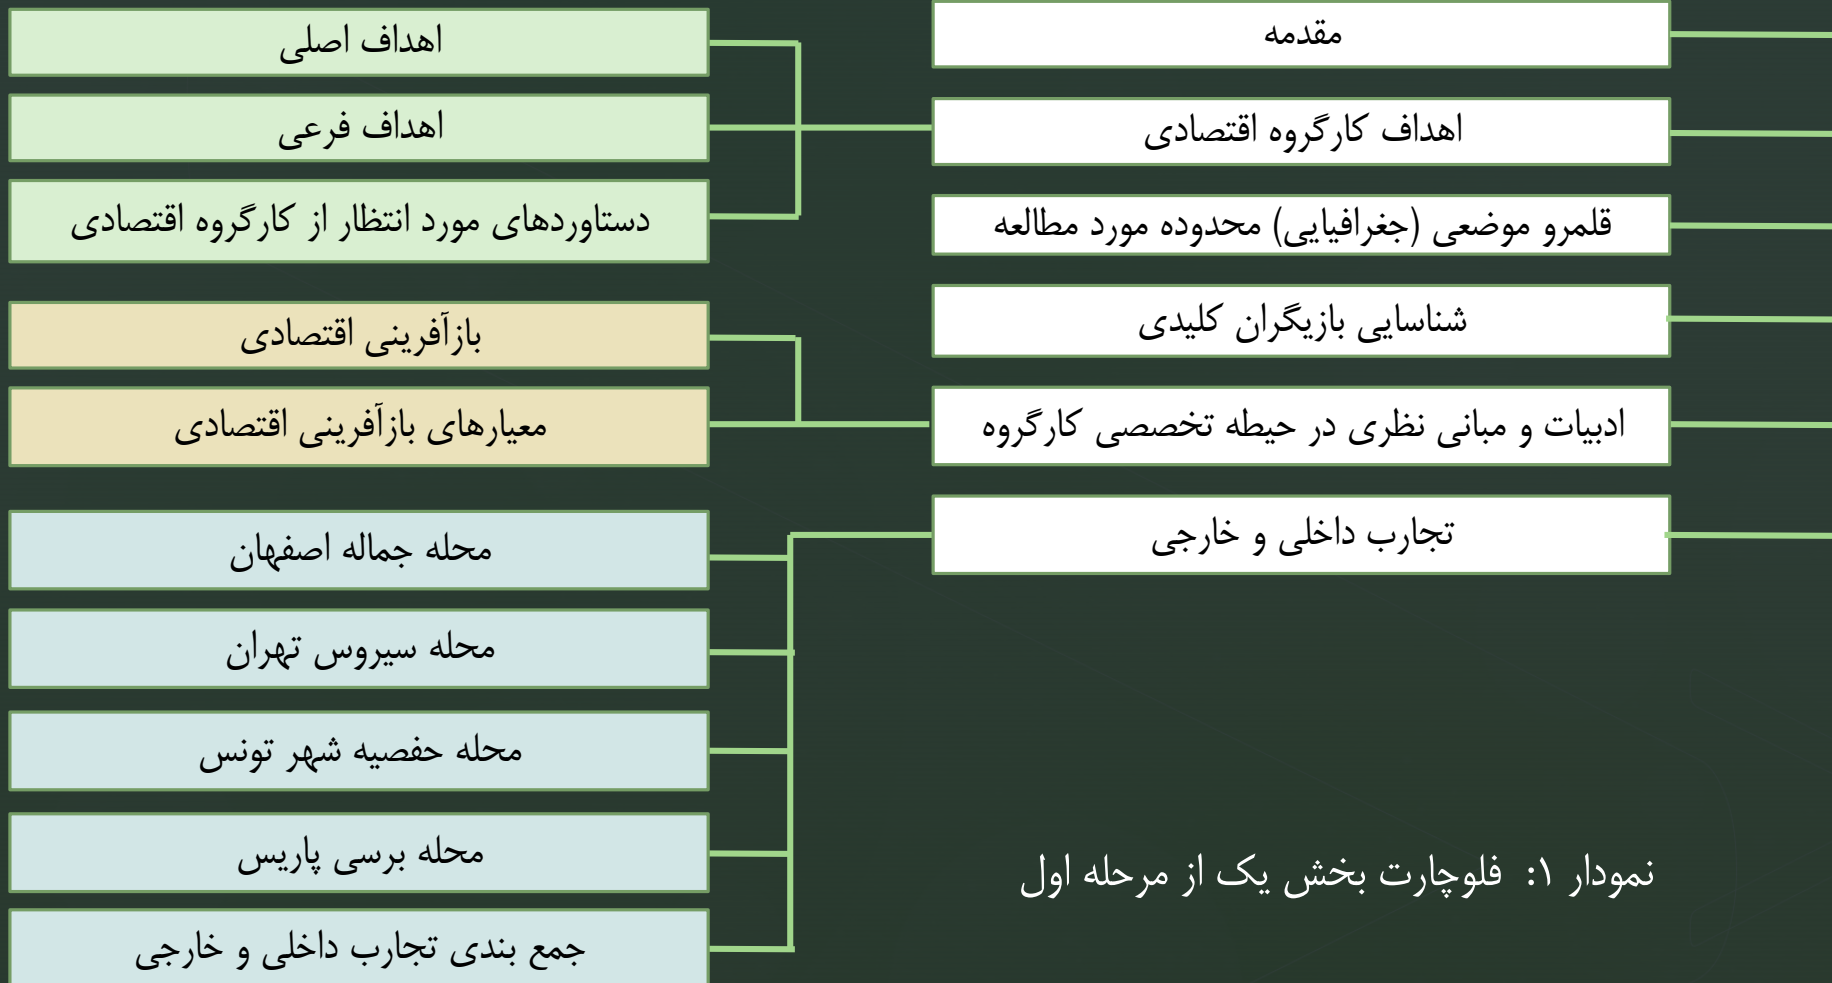 مقدمه
اهداف کارگروه اقتصادی
اهداف اصلی
اهداف فرعی
دستاوردهای مورد انتظار از کارگروه اقتصادی
قلمرو موضعی (جغرافیایی) محدوده مورد مطالعه
شناسایی بازیگران کلیدی
ادبیات و مبانی نظری در حیطه تخصصی کارگروه
بازآفرینی اقتصادی
معیارهای بازآفرینی اقتصادی
تجارب داخلی و خارجی
محله جماله اصفهان
محله سیروس تهران
محله حفصیه شهر تونس
محله برسی پاریس
جمع بندی تجارب داخلی و خارجی
نمودار ۱: فلوچارت بخش یک از مرحله اول